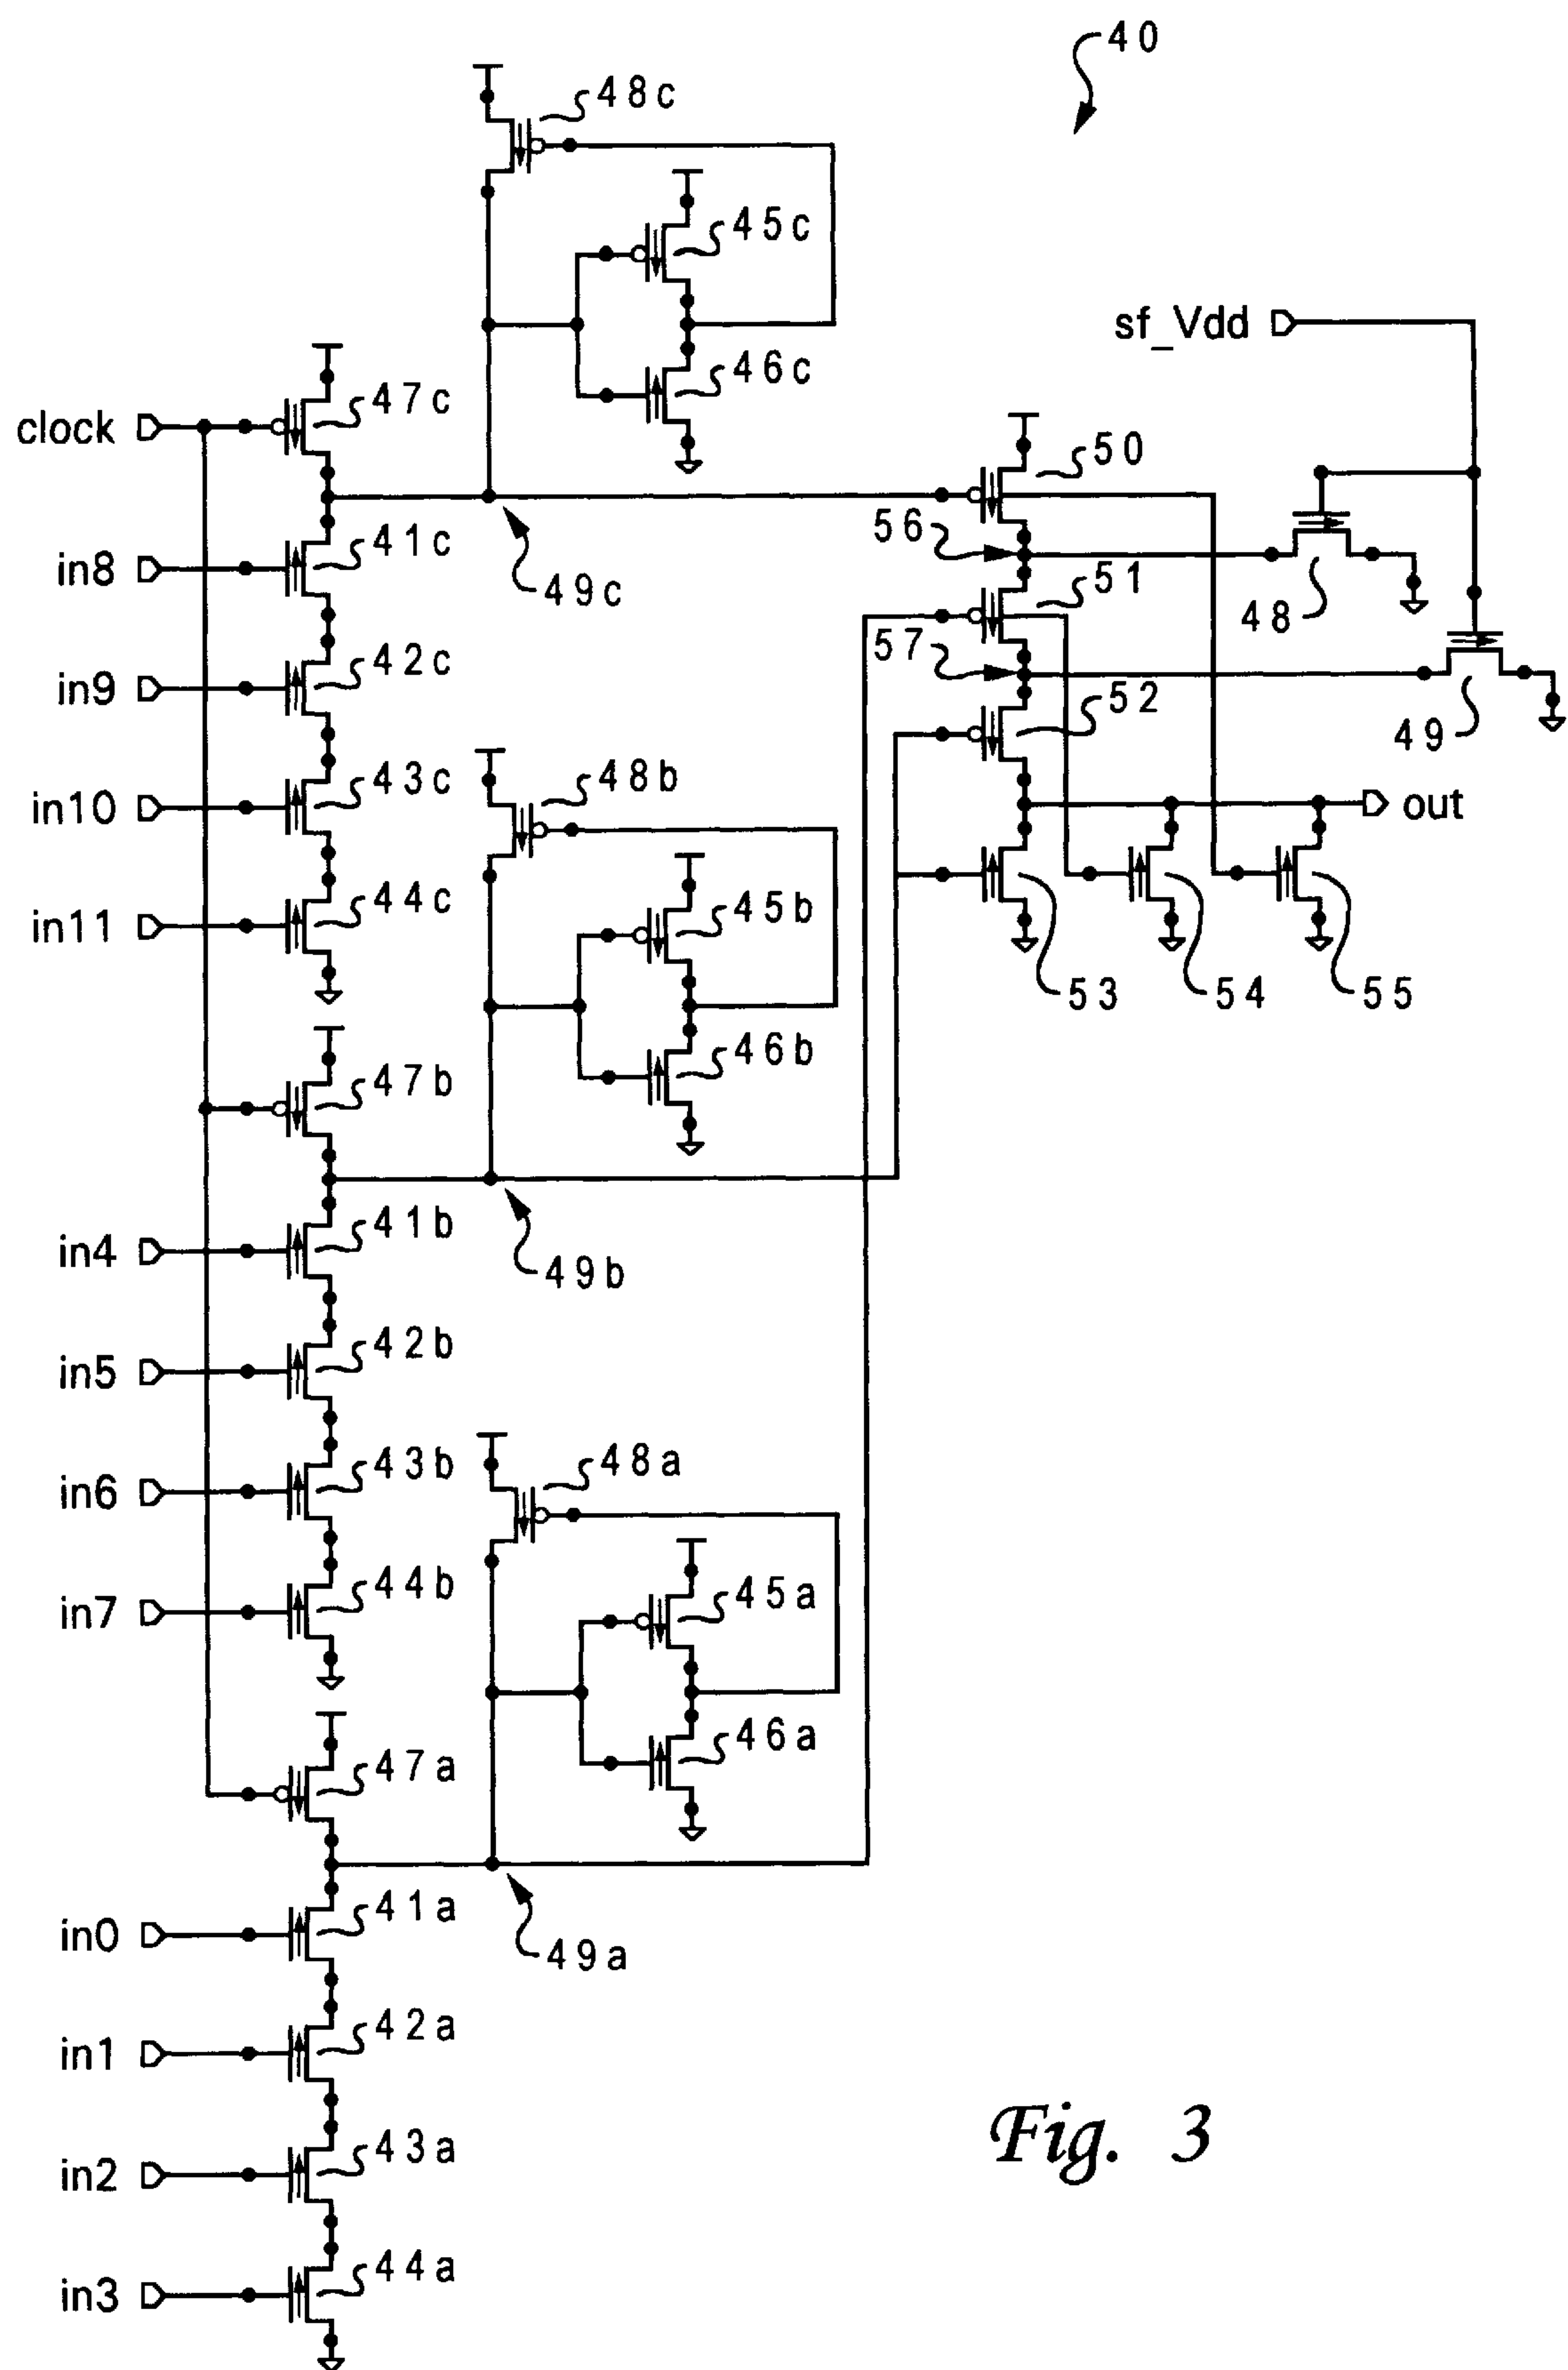 40
48c
45c
sf_Vdd
46c
clock
47c
50
56
41c
in8
49c
51
48
57
42c
in9
52
49
48b
43c
in10
out
45b
44c
in11
53
54
55
46b
47b
41b
in4
49b
42b
in5
43b
in6
48a
44b
in7
45a
46a
47a
41a
in0
49a
42a
in1
43a
in2
Fig. 3
44a
in3